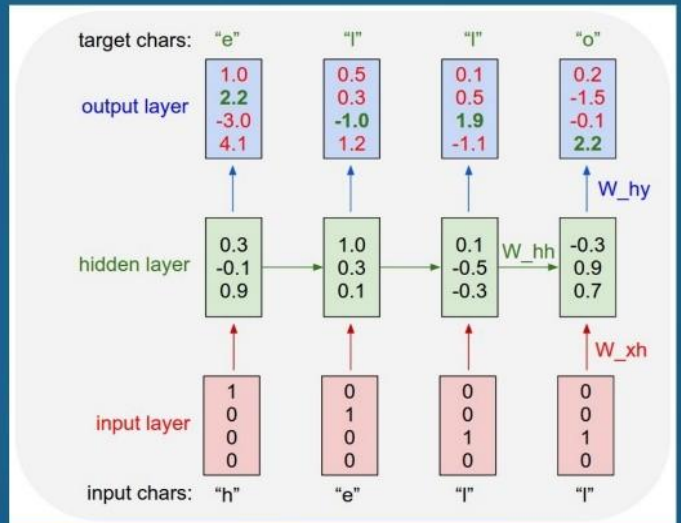 target chars: “e” “l” “l” “o”
output layer
1.0 0.5 0.1 0.2
2.2 0.3 0.5 -1.5
-3.0 -1.0 1.9 -0.1
4.1 1.2 -1.1 2.2
W_hy
hidden layer
0.3 1.0 0.1 -0.3
-0.1 0.3 -0.5 0.9
0.9 0.1 -0.3 0.7
W_hh
W_xh
input layer
1 0 0 0
0 1 0 0
0 0 1 1
0 0 0 0
input chars: “h” “e” “l” “l”